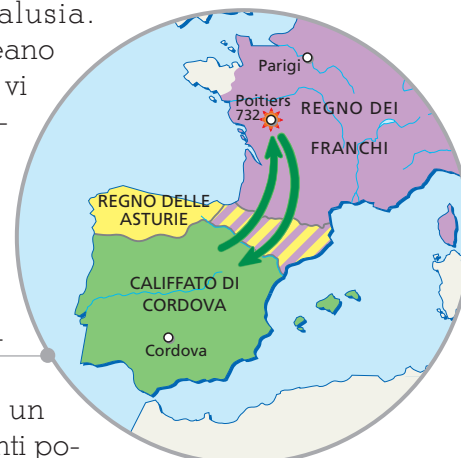 alusia.
eano
vi
Parigi
Poitiers
732
REGNO DEI
FRANCHI
REGNO DELLE
ASTURIE
CALIFFATO DI
CORDOVA
Cordova
un
nti po-